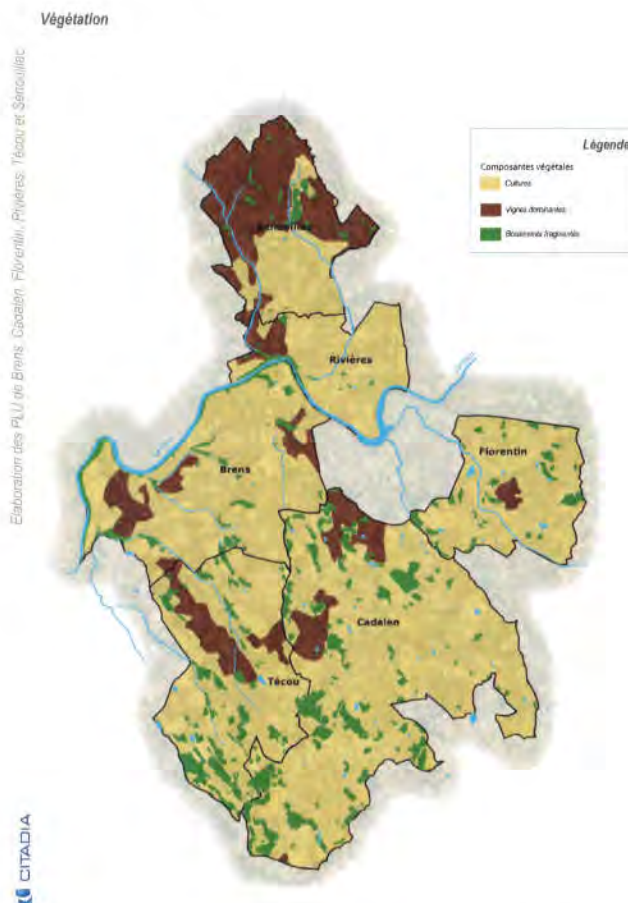 Végétation
Elaboration des PLU de Brens, Cadalen, Florentin, Rivières, Técou et Sénouillac
Légende
Composantes végétales
Cultures
Vignes dominantes
Boisements fragmentés
Rivières
Florentin
Brens
Cadalen
Técou
CITADIA